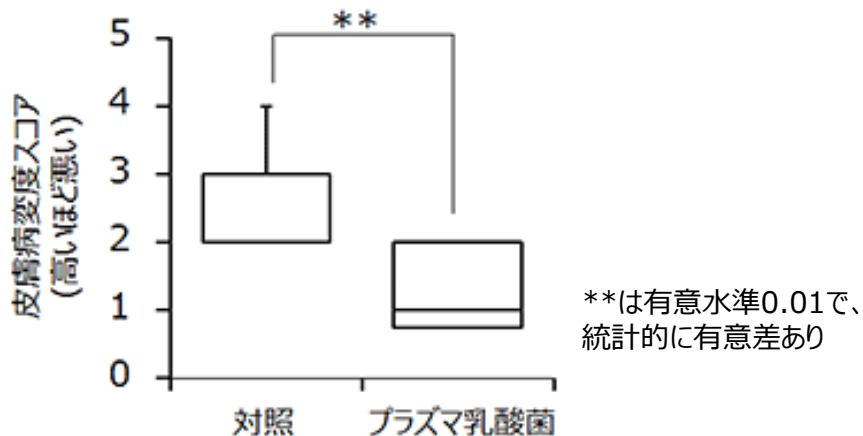 皮膚病変度スコア
(高いほど悪い)
5
4
3
2
1
0
**
対照
プラズマ乳酸菌
**は有意水準0.01で、
統計的に有意差あり